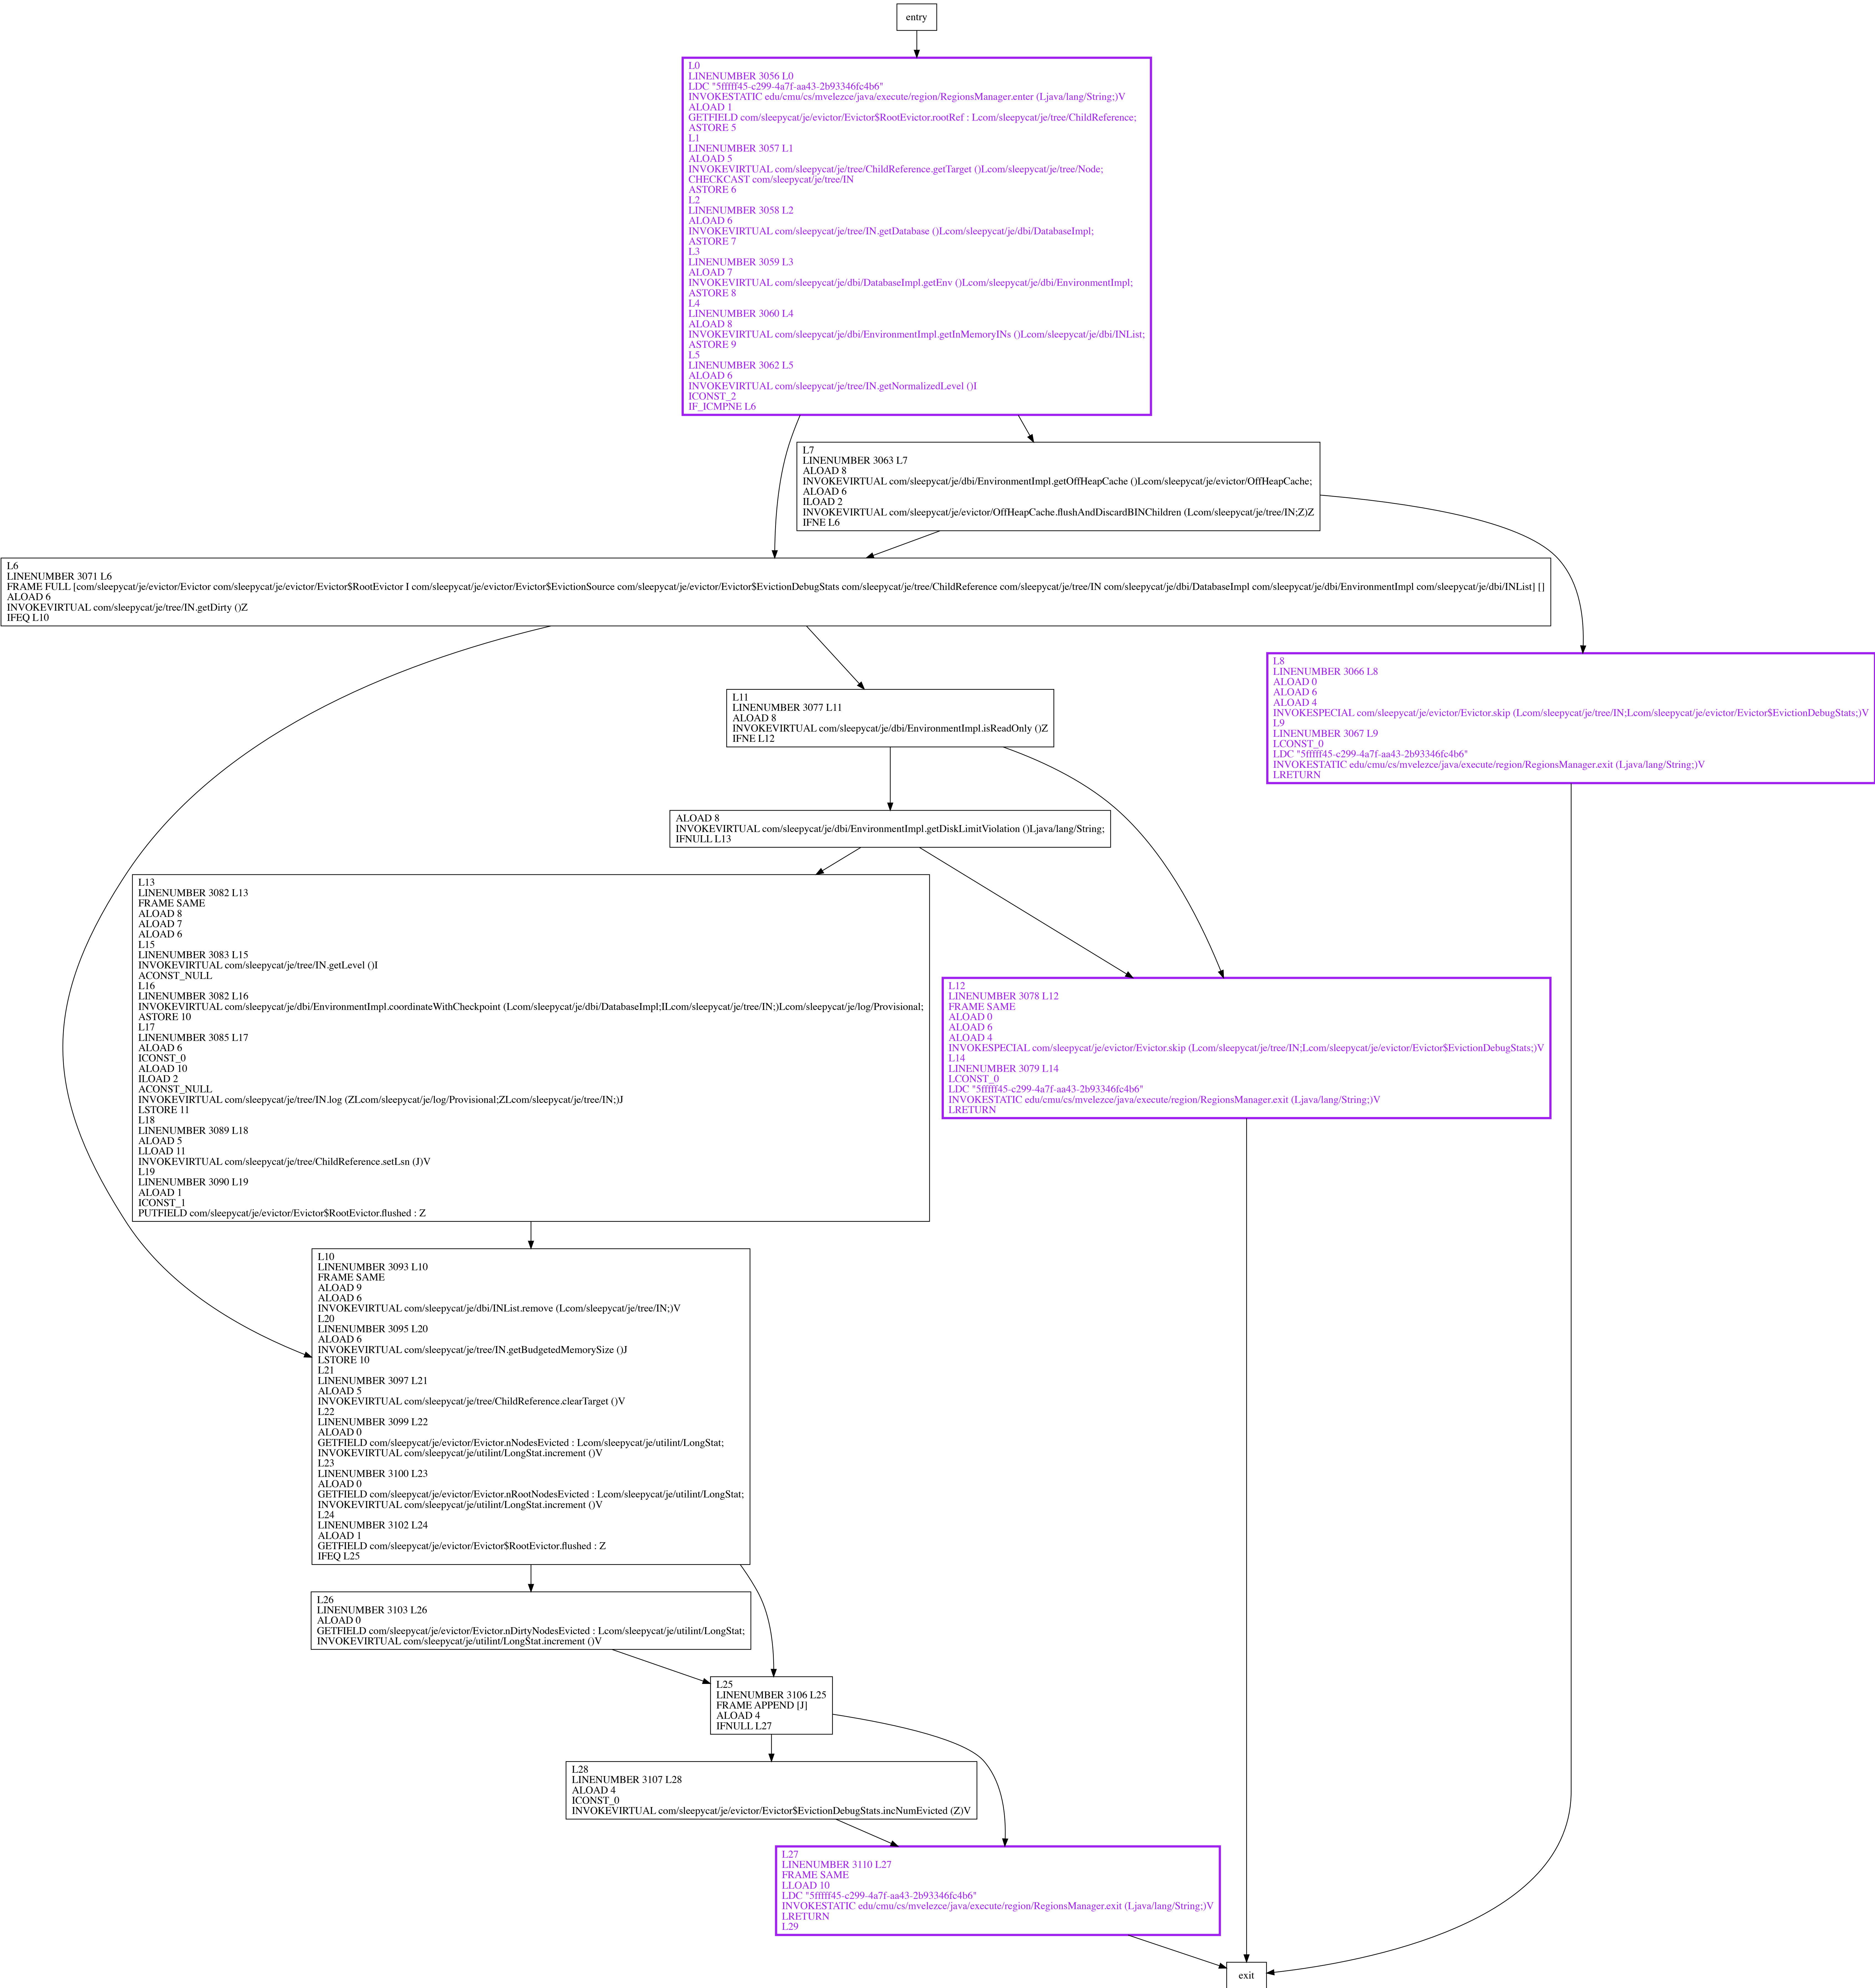 entry
L0
LINENUMBER 3056 L0
LDC "5fffff45-c299-4a7f-aa43-2b93346fc4b6"
INVOKESTATIC edu/cmu/cs/mvelezce/java/execute/region/RegionsManager.enter (Ljava/lang/String;)V
ALOAD 1
GETFIELD com/sleepycat/je/evictor/Evictor$RootEvictor.rootRef : Lcom/sleepycat/je/tree/ChildReference;
ASTORE 5
L1
LINENUMBER 3057 L1
ALOAD 5
INVOKEVIRTUAL com/sleepycat/je/tree/ChildReference.getTarget ()Lcom/sleepycat/je/tree/Node;
CHECKCAST com/sleepycat/je/tree/IN
ASTORE 6
L2
LINENUMBER 3058 L2
ALOAD 6
INVOKEVIRTUAL com/sleepycat/je/tree/IN.getDatabase ()Lcom/sleepycat/je/dbi/DatabaseImpl;
ASTORE 7
L3
LINENUMBER 3059 L3
ALOAD 7
INVOKEVIRTUAL com/sleepycat/je/dbi/DatabaseImpl.getEnv ()Lcom/sleepycat/je/dbi/EnvironmentImpl;
ASTORE 8
L4
LINENUMBER 3060 L4
ALOAD 8
INVOKEVIRTUAL com/sleepycat/je/dbi/EnvironmentImpl.getInMemoryINs ()Lcom/sleepycat/je/dbi/INList;
ASTORE 9
L5
LINENUMBER 3062 L5
ALOAD 6
INVOKEVIRTUAL com/sleepycat/je/tree/IN.getNormalizedLevel ()I
ICONST_2
IF_ICMPNE L6
L7
LINENUMBER 3063 L7
ALOAD 8
INVOKEVIRTUAL com/sleepycat/je/dbi/EnvironmentImpl.getOffHeapCache ()Lcom/sleepycat/je/evictor/OffHeapCache;
ALOAD 6
ILOAD 2
INVOKEVIRTUAL com/sleepycat/je/evictor/OffHeapCache.flushAndDiscardBINChildren (Lcom/sleepycat/je/tree/IN;Z)Z
IFNE L6
L6
LINENUMBER 3071 L6
FRAME FULL [com/sleepycat/je/evictor/Evictor com/sleepycat/je/evictor/Evictor$RootEvictor I com/sleepycat/je/evictor/Evictor$EvictionSource com/sleepycat/je/evictor/Evictor$EvictionDebugStats com/sleepycat/je/tree/ChildReference com/sleepycat/je/tree/IN com/sleepycat/je/dbi/DatabaseImpl com/sleepycat/je/dbi/EnvironmentImpl com/sleepycat/je/dbi/INList] []
ALOAD 6
INVOKEVIRTUAL com/sleepycat/je/tree/IN.getDirty ()Z
IFEQ L10
L8
LINENUMBER 3066 L8
ALOAD 0
ALOAD 6
ALOAD 4
INVOKESPECIAL com/sleepycat/je/evictor/Evictor.skip (Lcom/sleepycat/je/tree/IN;Lcom/sleepycat/je/evictor/Evictor$EvictionDebugStats;)V
L9
LINENUMBER 3067 L9
LCONST_0
LDC "5fffff45-c299-4a7f-aa43-2b93346fc4b6"
INVOKESTATIC edu/cmu/cs/mvelezce/java/execute/region/RegionsManager.exit (Ljava/lang/String;)V
LRETURN
L11
LINENUMBER 3077 L11
ALOAD 8
INVOKEVIRTUAL com/sleepycat/je/dbi/EnvironmentImpl.isReadOnly ()Z
IFNE L12
ALOAD 8
INVOKEVIRTUAL com/sleepycat/je/dbi/EnvironmentImpl.getDiskLimitViolation ()Ljava/lang/String;
IFNULL L13
L13
LINENUMBER 3082 L13
FRAME SAME
ALOAD 8
ALOAD 7
ALOAD 6
L15
LINENUMBER 3083 L15
INVOKEVIRTUAL com/sleepycat/je/tree/IN.getLevel ()I
ACONST_NULL
L16
LINENUMBER 3082 L16
INVOKEVIRTUAL com/sleepycat/je/dbi/EnvironmentImpl.coordinateWithCheckpoint (Lcom/sleepycat/je/dbi/DatabaseImpl;ILcom/sleepycat/je/tree/IN;)Lcom/sleepycat/je/log/Provisional;
ASTORE 10
L17
LINENUMBER 3085 L17
ALOAD 6
ICONST_0
ALOAD 10
ILOAD 2
ACONST_NULL
INVOKEVIRTUAL com/sleepycat/je/tree/IN.log (ZLcom/sleepycat/je/log/Provisional;ZLcom/sleepycat/je/tree/IN;)J
LSTORE 11
L18
LINENUMBER 3089 L18
ALOAD 5
LLOAD 11
INVOKEVIRTUAL com/sleepycat/je/tree/ChildReference.setLsn (J)V
L19
LINENUMBER 3090 L19
ALOAD 1
ICONST_1
PUTFIELD com/sleepycat/je/evictor/Evictor$RootEvictor.flushed : Z
L12
LINENUMBER 3078 L12
FRAME SAME
ALOAD 0
ALOAD 6
ALOAD 4
INVOKESPECIAL com/sleepycat/je/evictor/Evictor.skip (Lcom/sleepycat/je/tree/IN;Lcom/sleepycat/je/evictor/Evictor$EvictionDebugStats;)V
L14
LINENUMBER 3079 L14
LCONST_0
LDC "5fffff45-c299-4a7f-aa43-2b93346fc4b6"
INVOKESTATIC edu/cmu/cs/mvelezce/java/execute/region/RegionsManager.exit (Ljava/lang/String;)V
LRETURN
L10
LINENUMBER 3093 L10
FRAME SAME
ALOAD 9
ALOAD 6
INVOKEVIRTUAL com/sleepycat/je/dbi/INList.remove (Lcom/sleepycat/je/tree/IN;)V
L20
LINENUMBER 3095 L20
ALOAD 6
INVOKEVIRTUAL com/sleepycat/je/tree/IN.getBudgetedMemorySize ()J
LSTORE 10
L21
LINENUMBER 3097 L21
ALOAD 5
INVOKEVIRTUAL com/sleepycat/je/tree/ChildReference.clearTarget ()V
L22
LINENUMBER 3099 L22
ALOAD 0
GETFIELD com/sleepycat/je/evictor/Evictor.nNodesEvicted : Lcom/sleepycat/je/utilint/LongStat;
INVOKEVIRTUAL com/sleepycat/je/utilint/LongStat.increment ()V
L23
LINENUMBER 3100 L23
ALOAD 0
GETFIELD com/sleepycat/je/evictor/Evictor.nRootNodesEvicted : Lcom/sleepycat/je/utilint/LongStat;
INVOKEVIRTUAL com/sleepycat/je/utilint/LongStat.increment ()V
L24
LINENUMBER 3102 L24
ALOAD 1
GETFIELD com/sleepycat/je/evictor/Evictor$RootEvictor.flushed : Z
IFEQ L25
L26
LINENUMBER 3103 L26
ALOAD 0
GETFIELD com/sleepycat/je/evictor/Evictor.nDirtyNodesEvicted : Lcom/sleepycat/je/utilint/LongStat;
INVOKEVIRTUAL com/sleepycat/je/utilint/LongStat.increment ()V
L25
LINENUMBER 3106 L25
FRAME APPEND [J]
ALOAD 4
IFNULL L27
L28
LINENUMBER 3107 L28
ALOAD 4
ICONST_0
INVOKEVIRTUAL com/sleepycat/je/evictor/Evictor$EvictionDebugStats.incNumEvicted (Z)V
L27
LINENUMBER 3110 L27
FRAME SAME
LLOAD 10
LDC "5fffff45-c299-4a7f-aa43-2b93346fc4b6"
INVOKESTATIC edu/cmu/cs/mvelezce/java/execute/region/RegionsManager.exit (Ljava/lang/String;)V
LRETURN
L29
exit